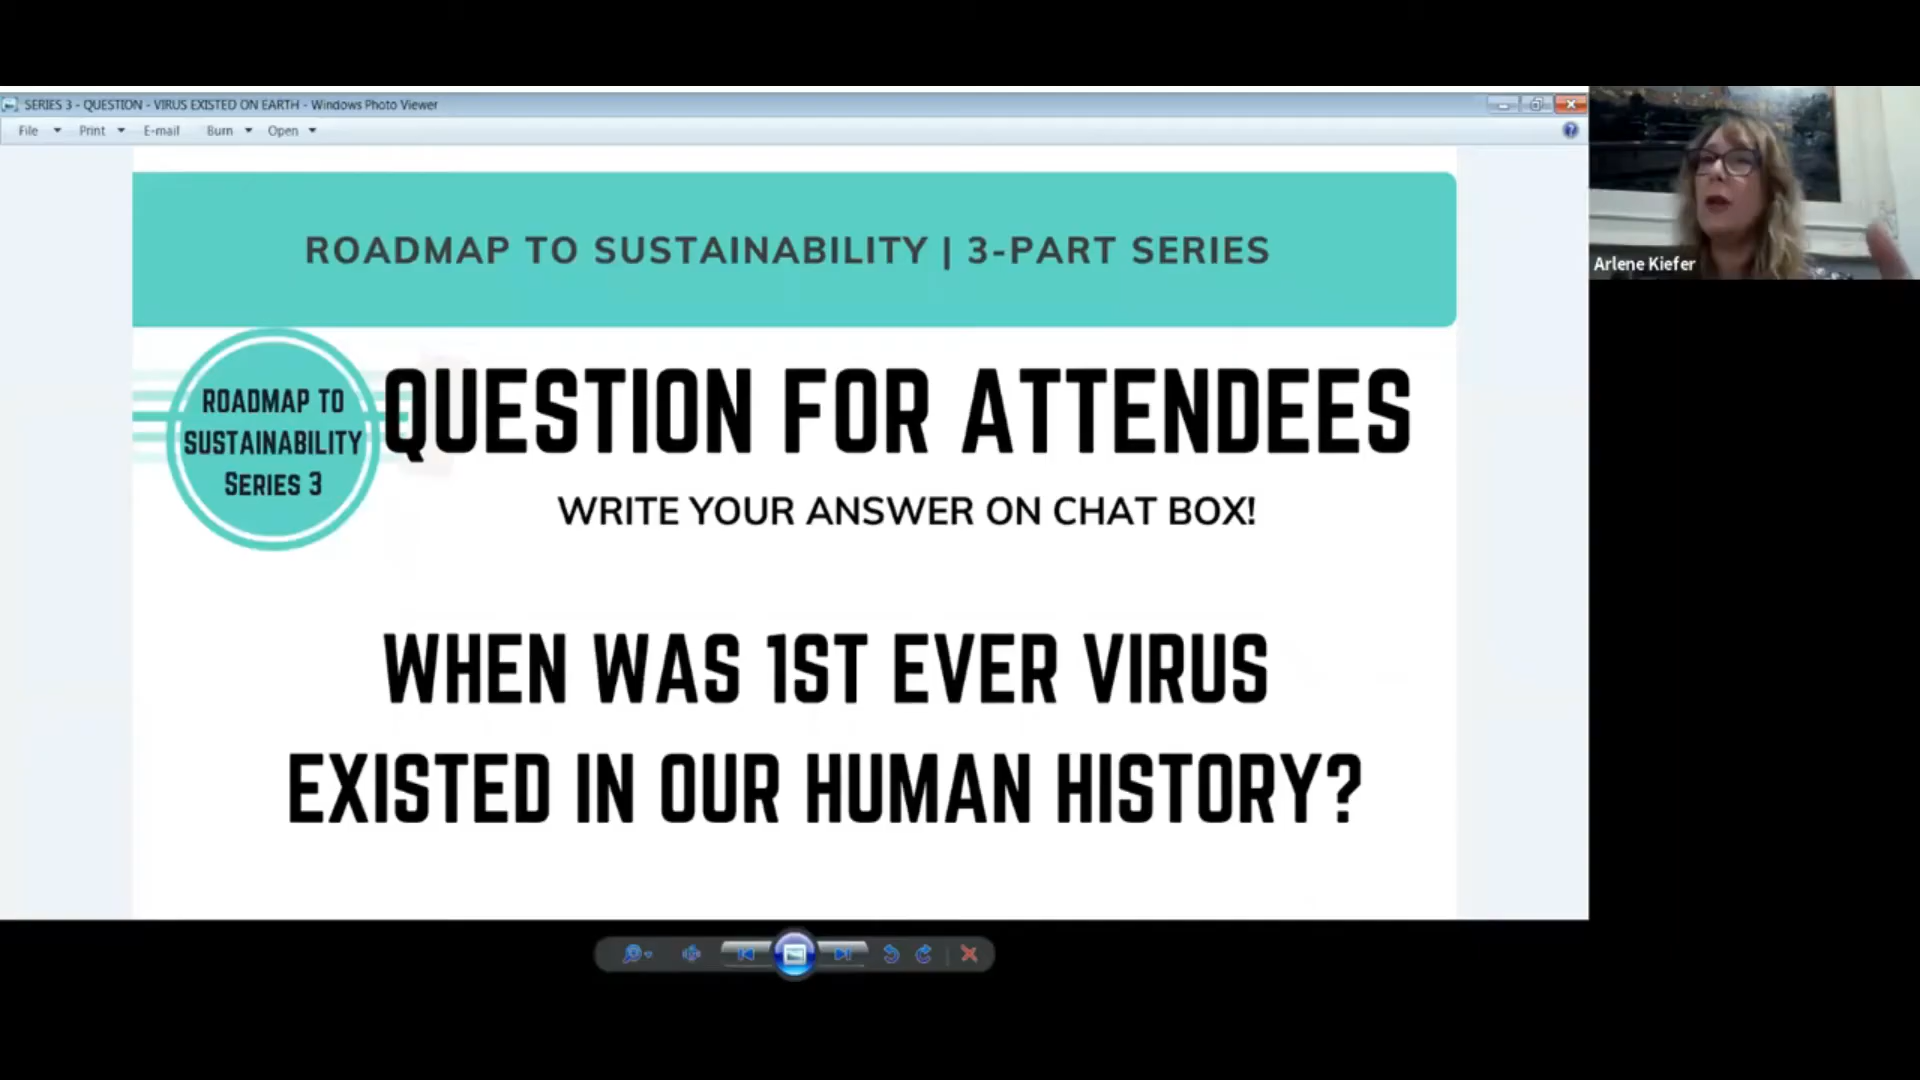 SERIES 3 - QUESTION - VIRUS EXISTED ON EARTH - Windows Photo Viewer
File Print E-mail Burn Open
ROADMAP TO SUSTAINABILITY | 3-PART SERIES
ROADMAP TO
SUSTAINABILITY
SERIES 3
QUESTION FOR ATTENDEES
WRITE YOUR ANSWER ON CHAT BOX!
WHEN WAS 1ST EVER VIRUS
EXISTED IN OUR HUMAN HISTORY?
Arlene Kiefer